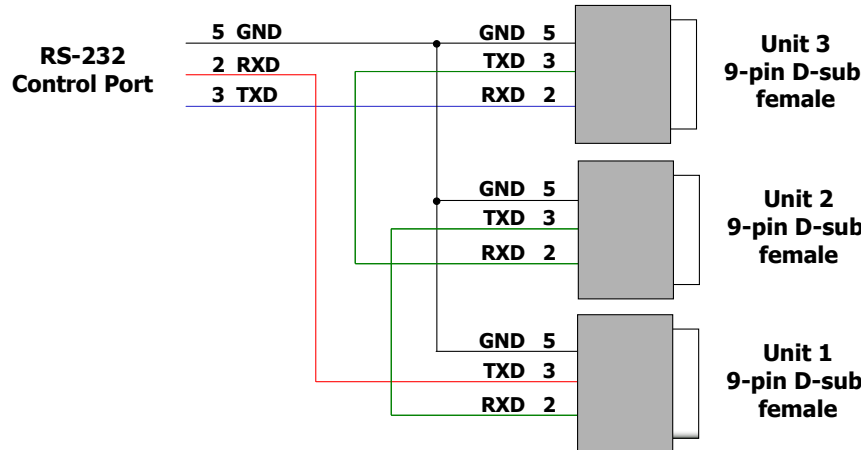 RS-232
Control Port
5 GND
2 RXD
3 TXD
GND 5
TXD 3
RXD 2
Unit 3
9-pin D-sub
female
GND 5
TXD 3
RXD 2
Unit 2
9-pin D-sub
female
GND 5
TXD 3
RXD 2
Unit 1
9-pin D-sub
female